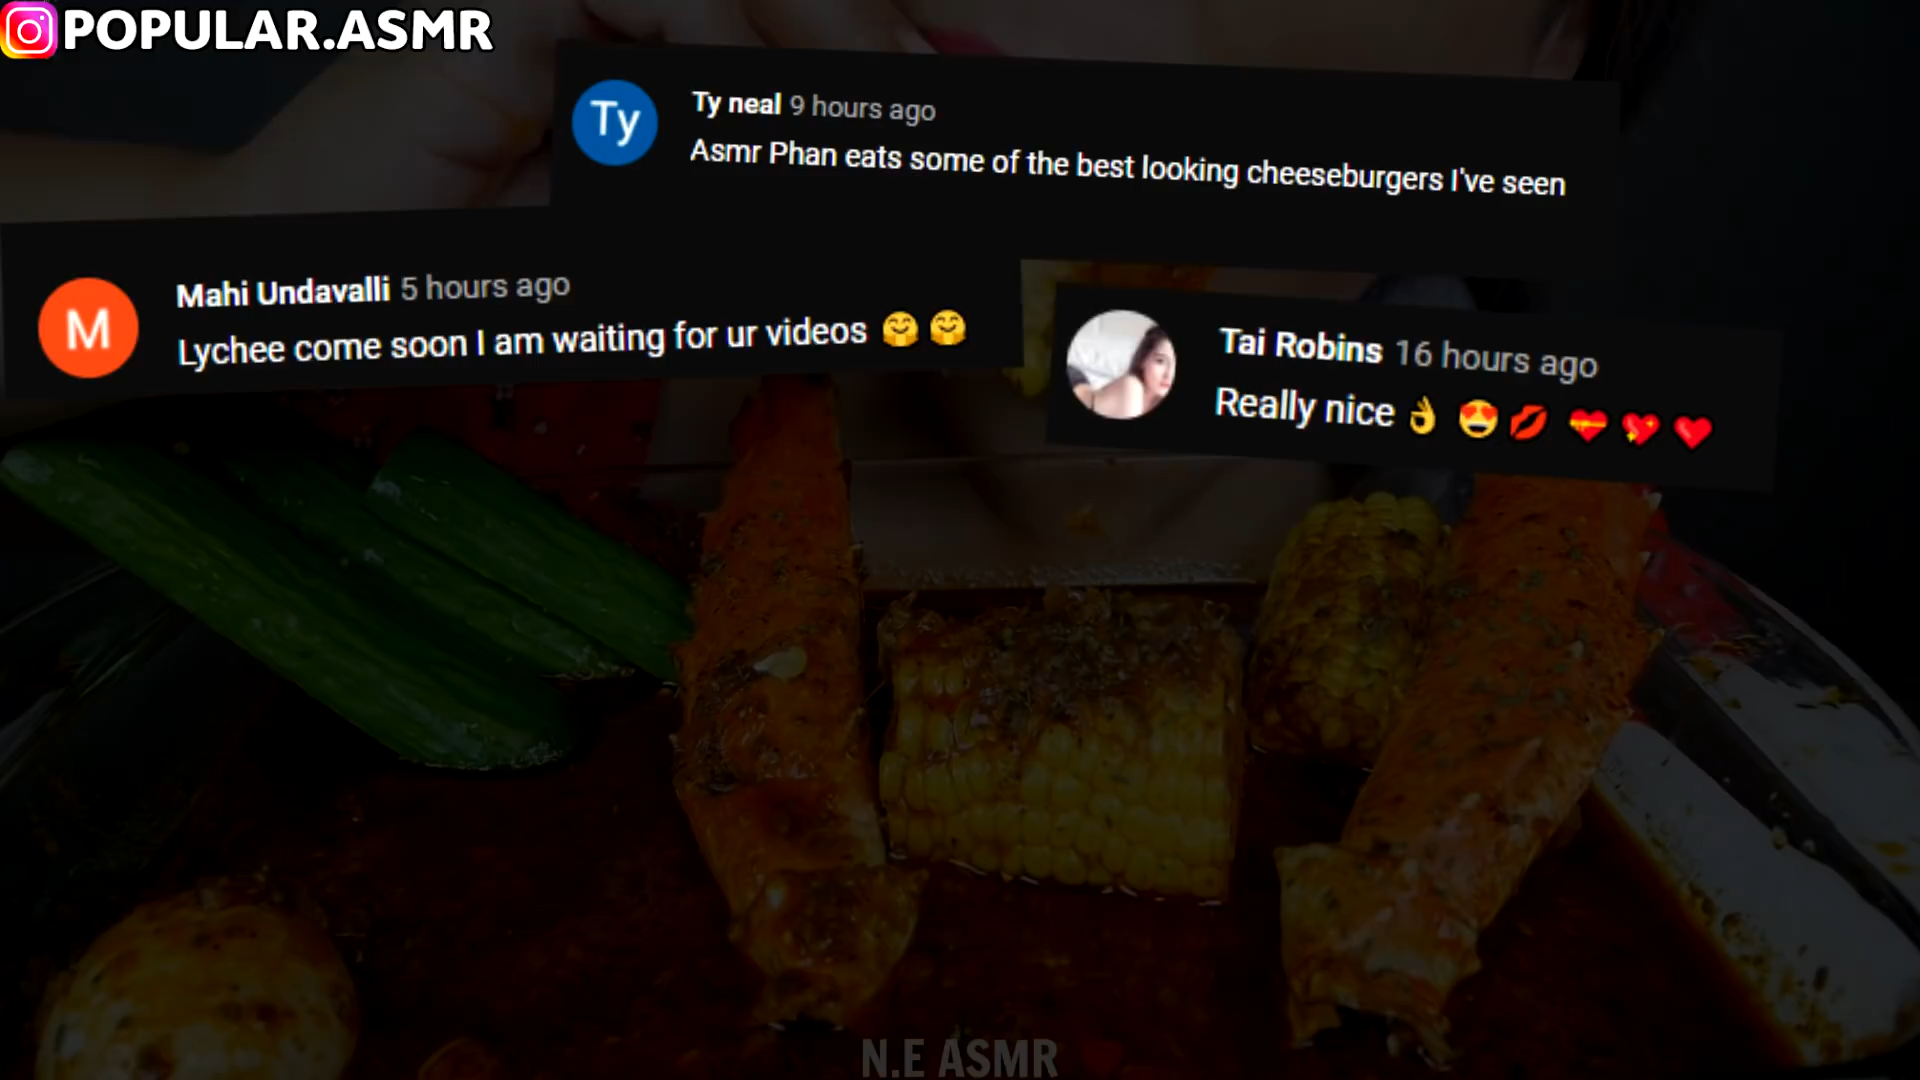 POPULAR.ASMR
Ty
Ty neal 9 hours ago
Asmr Phan eats some of the best looking cheeseburgers I've seen
M
Mahi Undavalli 5 hours ago
Lychee come soon I am waiting for ur videos 🤗🤗
Tai Robins 16 hours ago
Really nice👌 😍💋 💝💖❤️
N.E ASMR